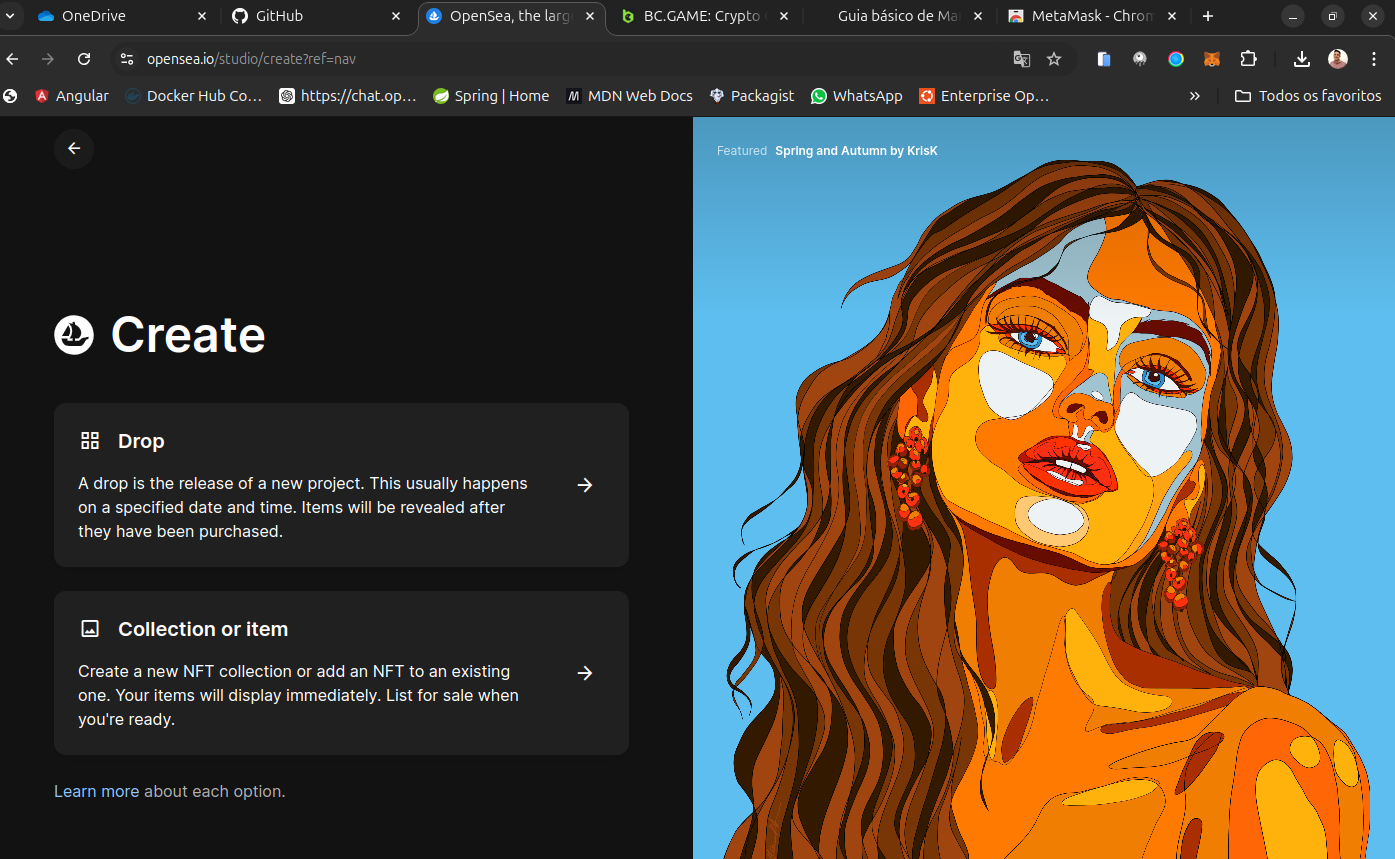 OneDrive
GitHub
OpenSea, the larg
BC.GAME: Crypto
Guia básico de Ma
MetaMask - Chrom
opensea.io/studio/create?ref=nav
Angular
Docker Hub Co…
https://chat.op…
Spring | Home
MDN Web Docs
Packagist
WhatsApp
Enterprise Op…
Todos os favoritos
Featured Spring and Autumn by KrisK
Create
Drop
A drop is the release of a new project. This usually happens
on a specified date and time. Items will be revealed after
they have been purchased.
Collection or item
Create a new NFT collection or add an NFT to an existing
one. Your items will display immediately. List for sale when
you're ready.
Learn more about each option.